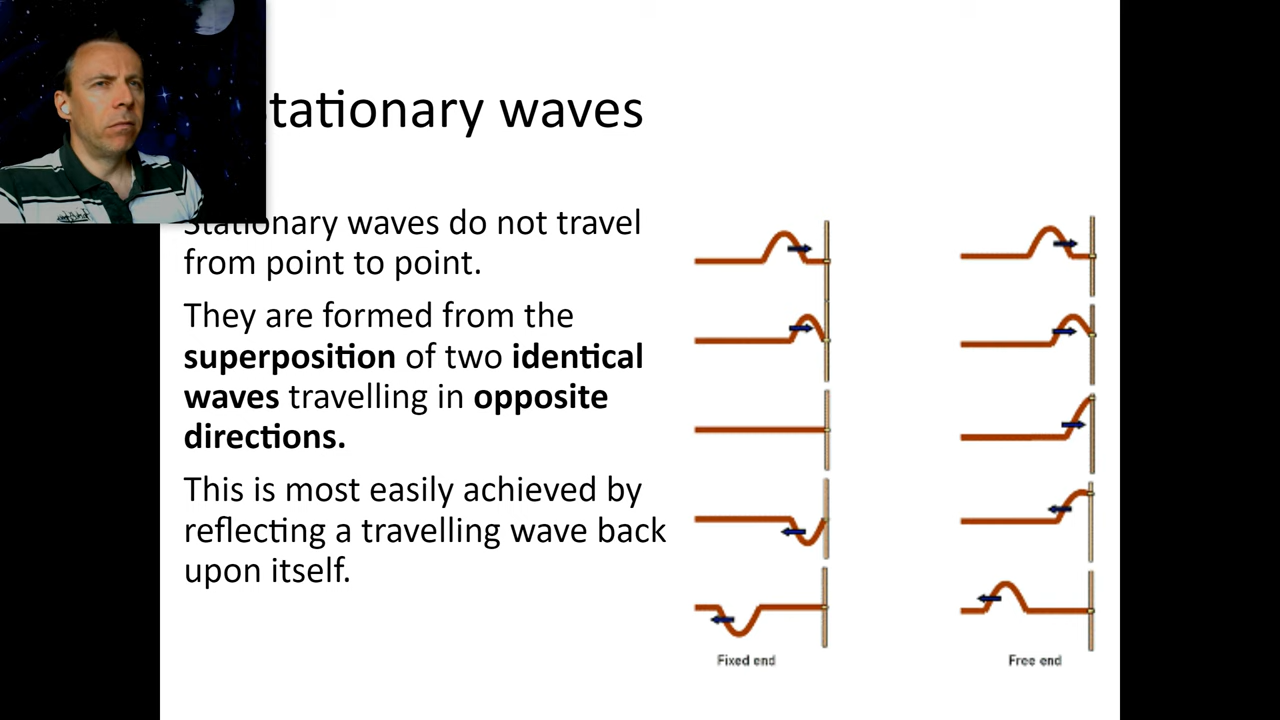 tationary waves
Stationary waves do not travel
from point to point.
They are formed from the
superposition of two identical
waves travelling in opposite
directions.
This is most easily achieved by
reflecting a travelling wave back
upon itself.
Fixed end
Free end